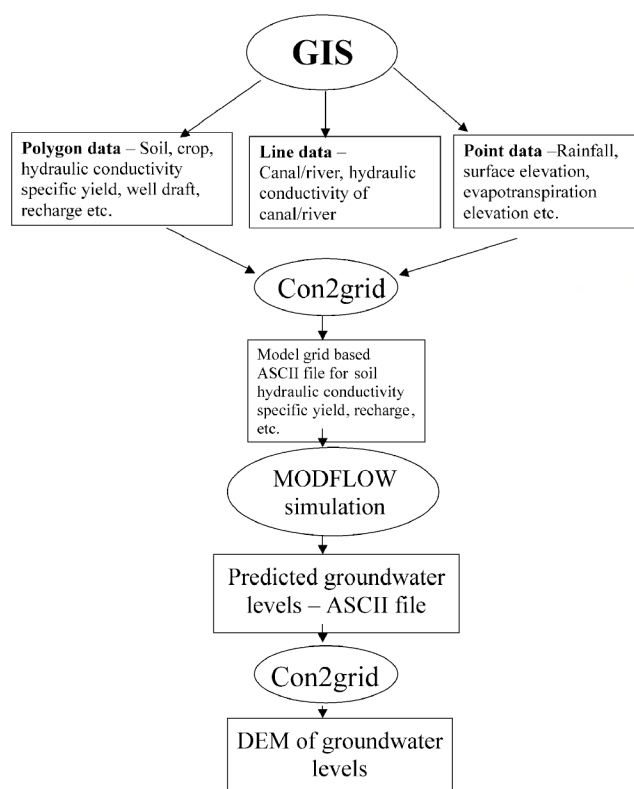 GIS
Polygon data – Soil, crop,
hydraulic conductivity
specific yield, well draft,
recharge etc.
Line data –
Canal/river, hydraulic
conductivity of
canal/river
Point data –Rainfall,
surface elevation,
evapotranspiration
elevation etc.
Con2grid
Model grid based
ASCII file for soil
hydraulic conductivity
specific yield, recharge,
etc.
MODFLOW
simulation
Predicted groundwater
levels – ASCII file
Con2grid
DEM of groundwater
levels